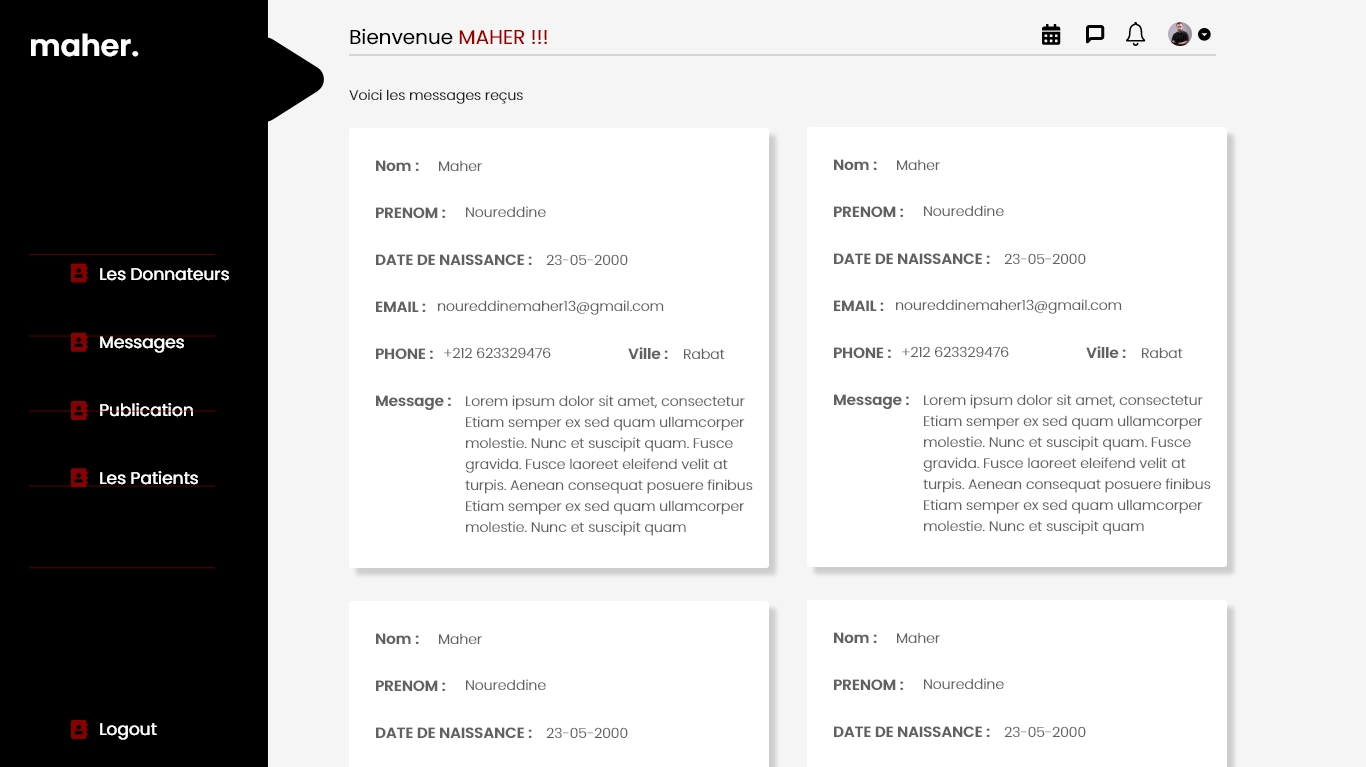 maher.
Les Donnateurs
Messages
Publication
Les Patients
Logout
Bienvenue MAHER !!!
Voici les messages reçus
Nom : Maher
PRENOM : Noureddine
DATE DE NAISSANCE : 23-05-2000
EMAIL : noureddinemaher13@gmail.com
PHONE : +212 623329476 Ville : Rabat
Message : Lorem ipsum dolor sit amet, consectetur
Etiam semper ex sed quam ullamcorper
molestie. Nunc et suscipit quam. Fusce
gravida. Fusce laoreet eleifend velit at
turpis. Aenean consequat posuere finibus
Etiam semper ex sed quam ullamcorper
molestie. Nunc et suscipit quam
Nom : Maher
PRENOM : Noureddine
DATE DE NAISSANCE : 23-05-2000
EMAIL : noureddinemaher13@gmail.com
PHONE : +212 623329476 Ville : Rabat
Message : Lorem ipsum dolor sit amet, consectetur
Etiam semper ex sed quam ullamcorper
molestie. Nunc et suscipit quam. Fusce
gravida. Fusce laoreet eleifend velit at
turpis. Aenean consequat posuere finibus
Etiam semper ex sed quam ullamcorper
molestie. Nunc et suscipit quam
Nom : Maher
PRENOM : Noureddine
DATE DE NAISSANCE : 23-05-2000
Nom : Maher
PRENOM : Noureddine
DATE DE NAISSANCE : 23-05-2000